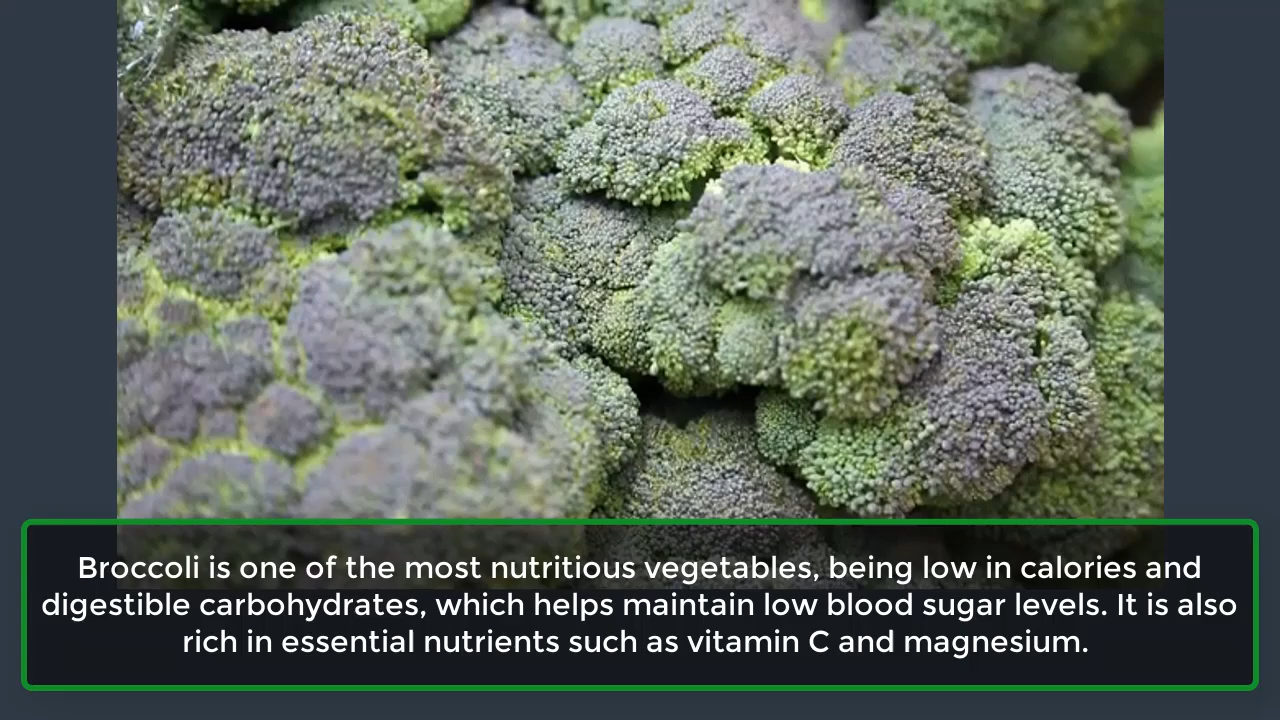 Broccoli is one of the most nutritious vegetables, being low in calories and
digestible carbohydrates, which helps maintain low blood sugar levels. It is also
rich in essential nutrients such as vitamin C and magnesium.